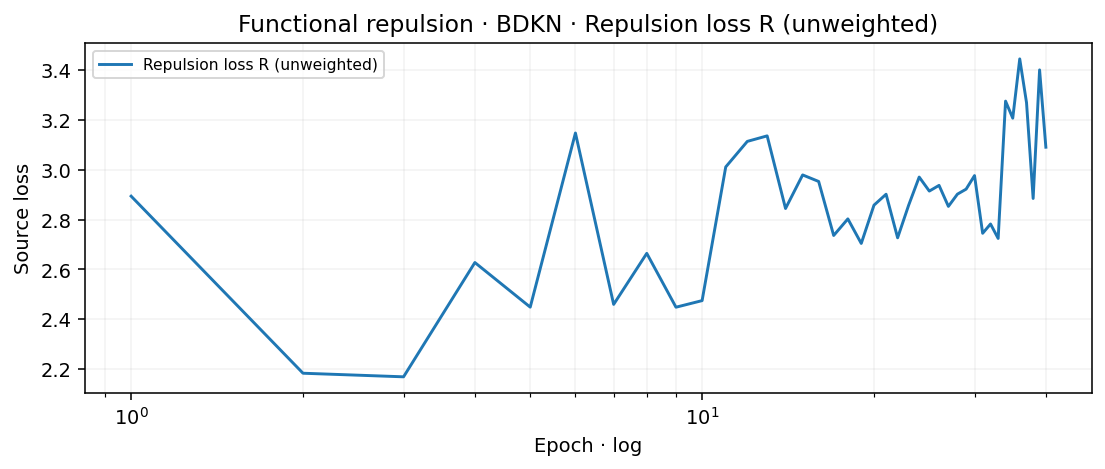 Functional repulsion · BDKN · Repulsion loss R (unweighted)
Repulsion loss R (unweighted)
Source loss
3.4
3.2
3.0
2.8
2.6
2.4
2.2
10⁰
10¹
Epoch · log